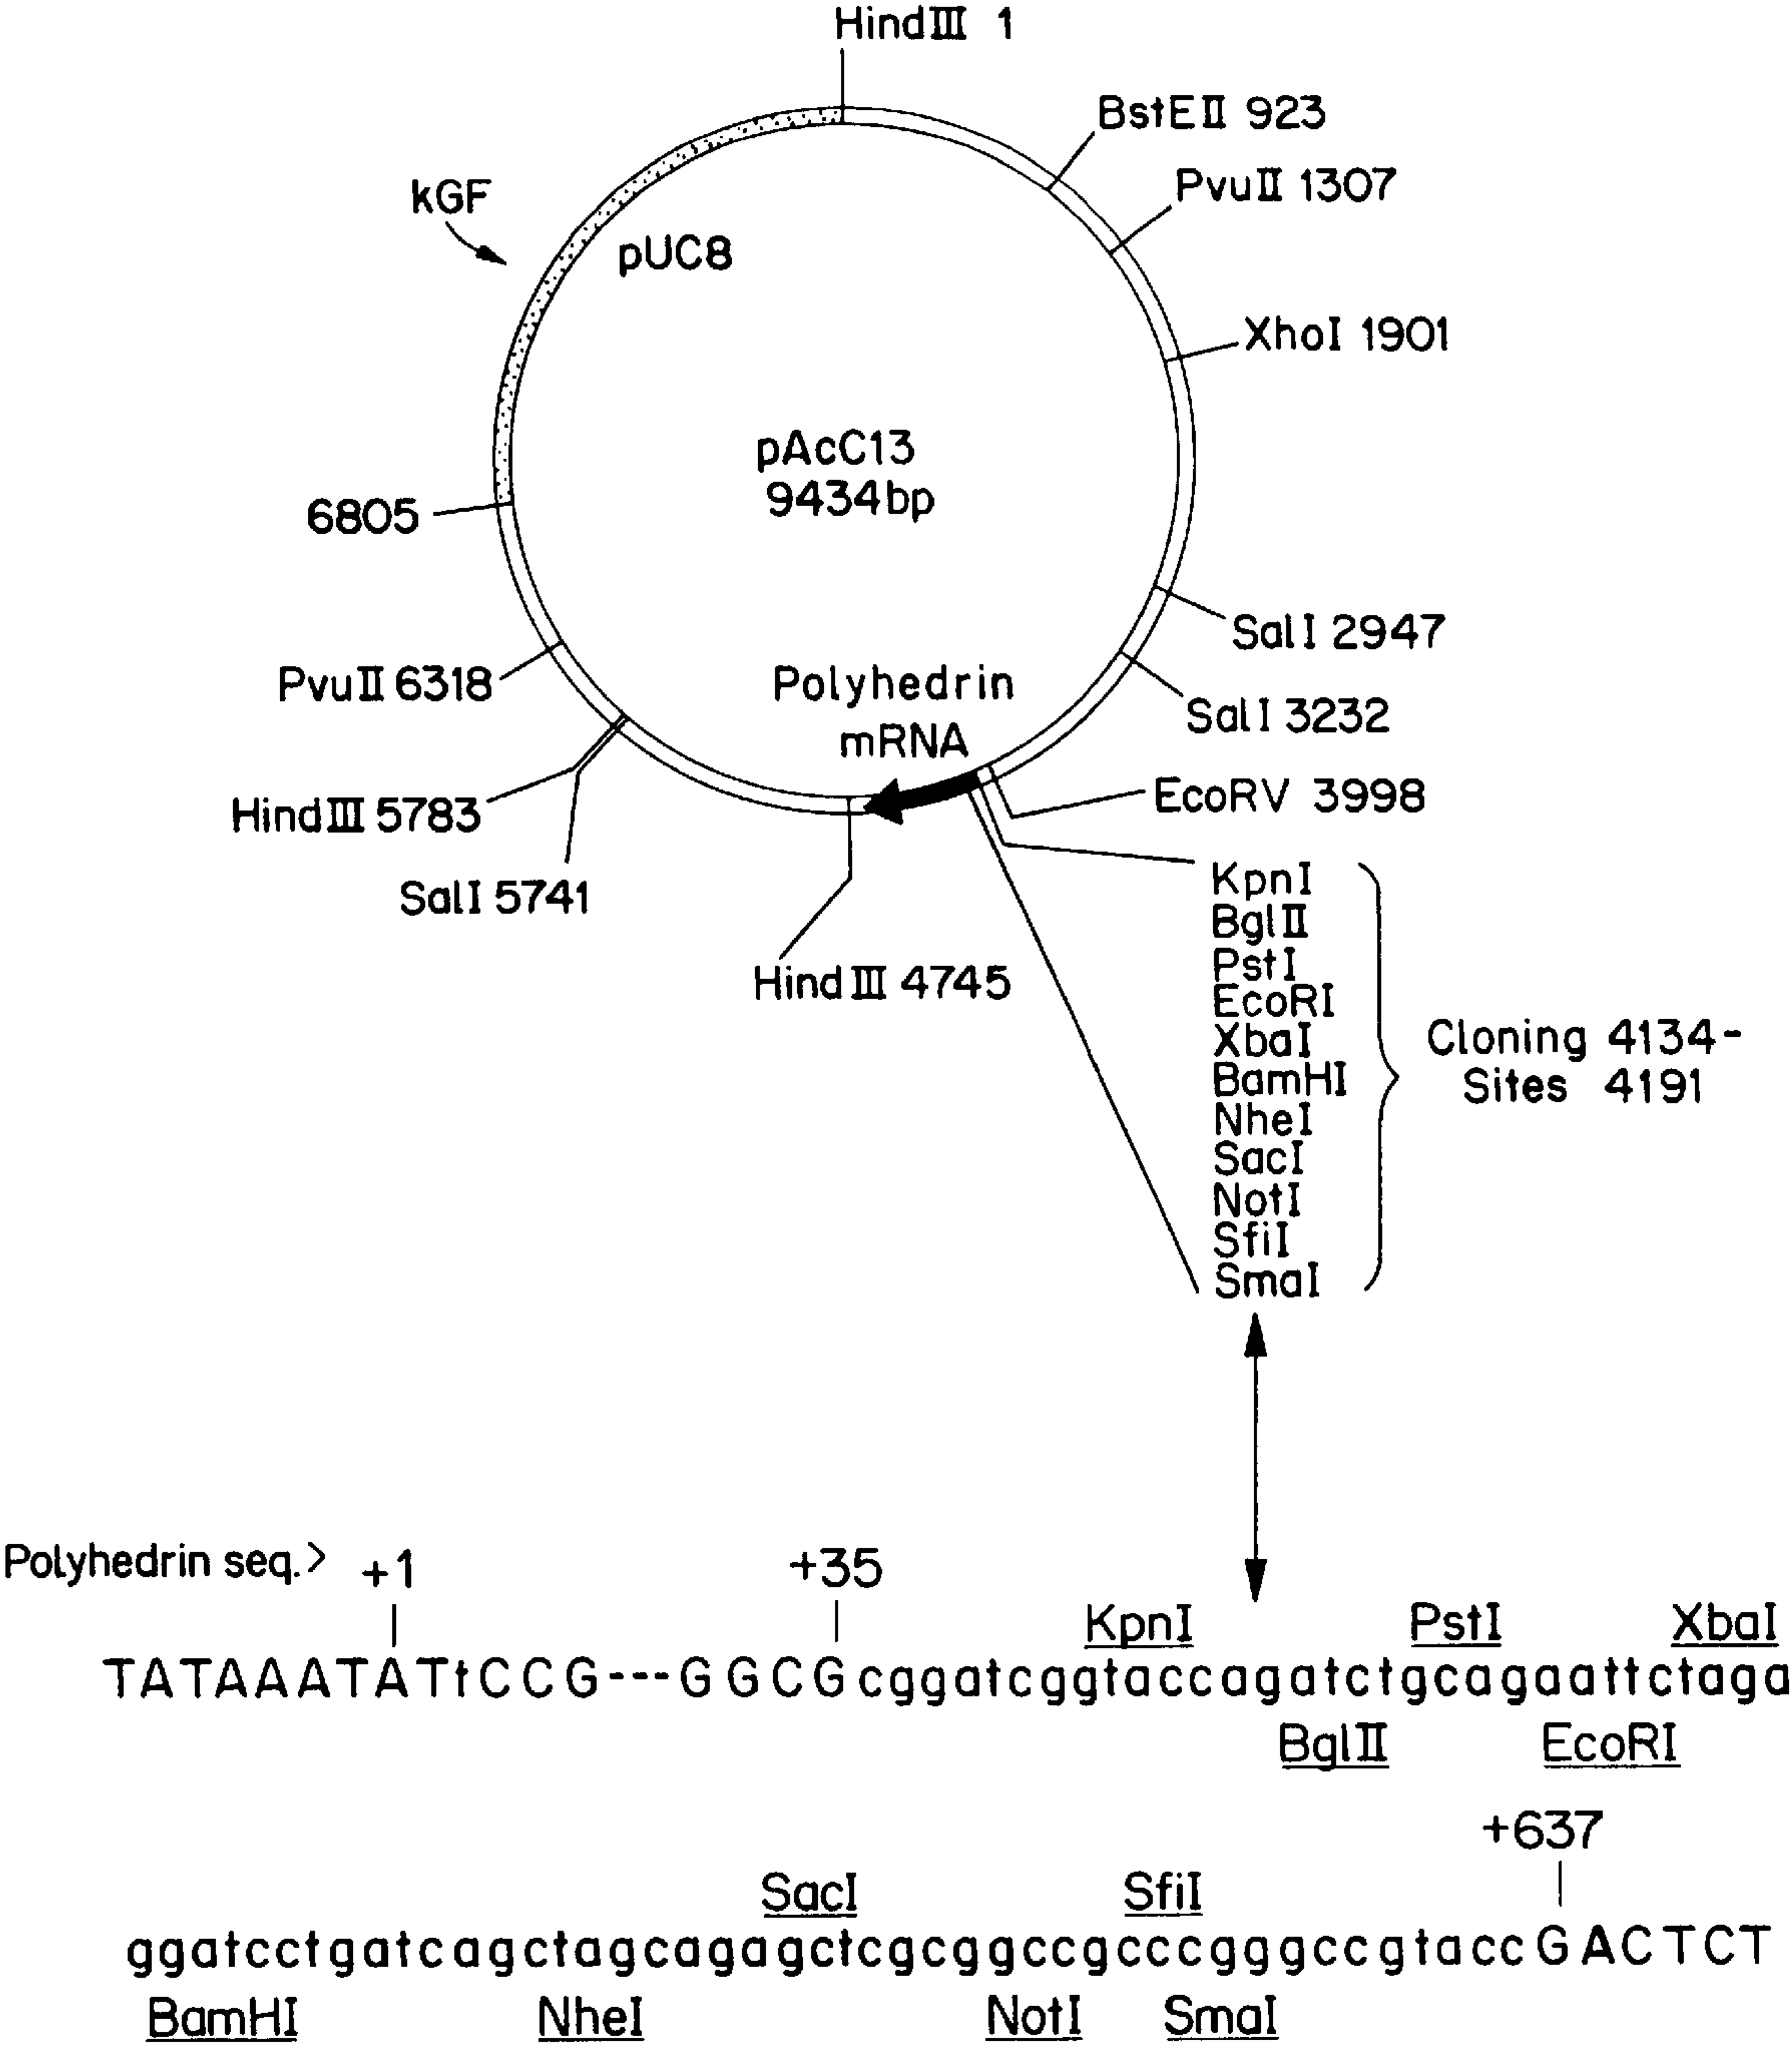 HindIII 1
BstEII 923
PvuII 1307
kGF
pUC8
XhoI 1901
pAcC13
9434bp
6805
SalI 2947
PvuII 6318
Polyhedrin
mRNA
SalI 3232
EcoRV 3998
HindIII 5783
SalI 5741
HindIII 4745
KpnI
BglII
PstI
EcoRI
XbaI
BamHI
NheI
SacI
NotI
SfiI
SmaI
Cloning 4134-
Sites 4191
Polyhedrin seq.> +1 +35
KpnI PstI XbaI
TATAAATATtCCG---GGCGcggatcggtaccagatctgcagaattctaga
BglII EcoRI
+637
SacI SfiI
ggatcctgatcagctagcagagctcgcggccgcccgggccgtaccGACTCT
BamHI NheI NotI SmaI